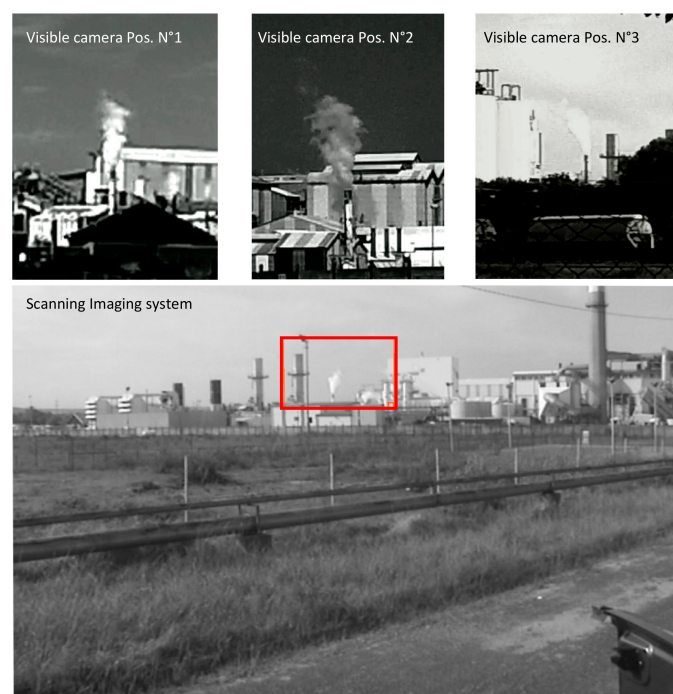 Visible camera Pos. N°1
Visible camera Pos. N°2
Visible camera Pos. N°3
Scanning Imaging system